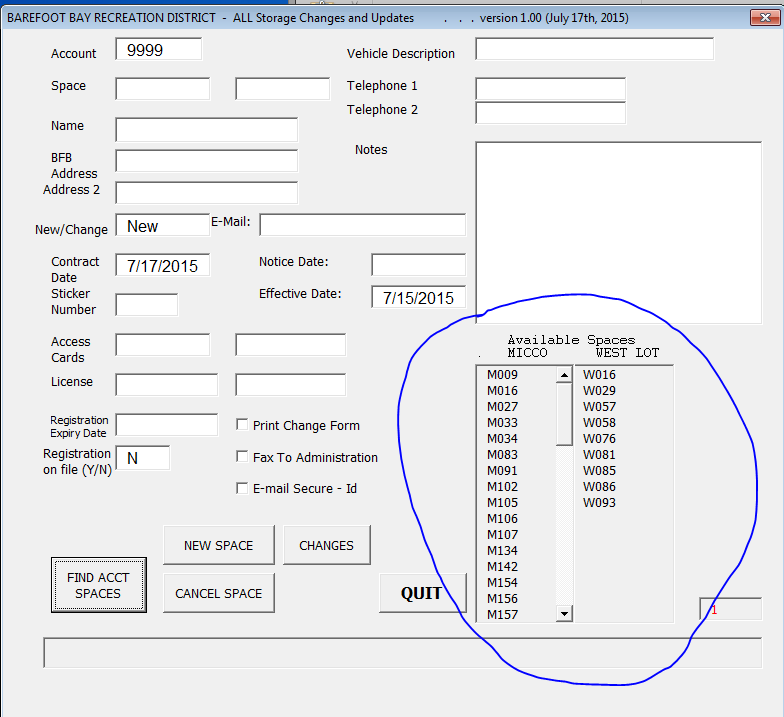 BAREFOOT BAY RECREATION DISTRICT - ALL Storage Changes and Updates . . . version 1.00 (July 17th, 2015)
Account 9999 Vehicle Description
Space Telephone 1
Telephone 2
Name
Notes
BFB
Address
Address 2
New/Change New E-Mail:
Contract
Date 7/17/2015 Notice Date:
Sticker
Number Effective Date: 7/15/2015
Access
Cards
License
Registration
Expiry Date
Print Change Form
Registration
on file (Y/N) N
Fax To Administration
E-mail Secure - Id
Available Spaces
. MICCO WEST LOT
M009 W016
M016 W029
M027 W057
M033 W058
M034 W076
M083 W081
M091 W085
M102 W086
M105 W093
M106
M107
M134
M142
M154
M156
M157
NEW SPACE CHANGES
FIND ACCT
SPACES
CANCEL SPACE QUIT
1